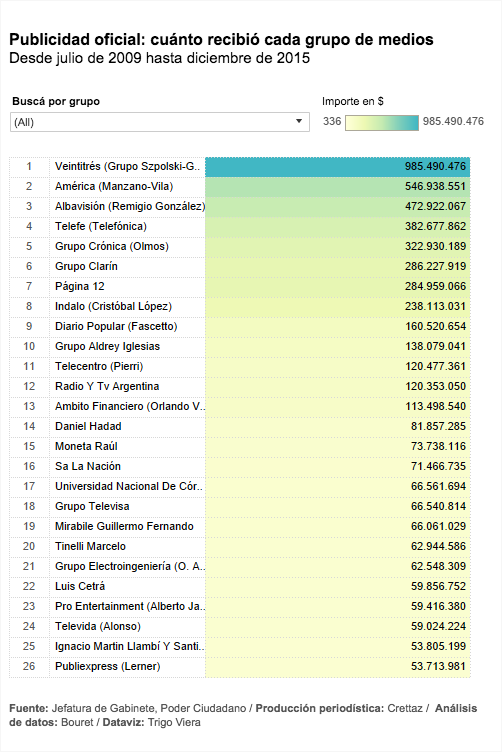 Publicidad oficial: cuánto recibió cada grupo de medios
Desde julio de 2009 hasta diciembre de 2015
Buscá por grupo
Importe en $
(All)
336 985.490.476
1 Veintitrés (Grupo Szpolski-G.. 985.490.476
2 América (Manzano-Vila) 546.938.551
3 Albavisión (Remigio González) 472.922.067
4 Telefe (Telefónica) 382.677.862
5 Grupo Crónica (Olmos) 322.930.189
6 Grupo Clarín 286.227.919
7 Página 12 284.959.066
8 Indalo (Cristóbal López) 238.113.031
9 Diario Popular (Fascetto) 160.520.654
10 Grupo Aldrey Iglesias 138.079.041
11 Telecentro (Pierri) 120.477.361
12 Radio Y Tv Argentina 120.353.050
13 Ambito Financiero (Orlando V.. 113.498.540
14 Daniel Hadad 81.857.285
15 Moneta Raúl 73.738.116
16 Sa La Nación 71.466.735
17 Universidad Nacional De Cór.. 66.561.694
18 Grupo Televisa 66.540.814
19 Mirabile Guillermo Fernando 66.061.029
20 Tinelli Marcelo 62.944.586
21 Grupo Electroingeniería (O. A.. 62.548.309
22 Luis Cetrá 59.856.752
23 Pro Entertainment (Alberto Ja.. 59.416.380
24 Televida (Alonso) 59.024.224
25 Ignacio Martin Llambí Y Santi.. 53.805.199
26 Publiexpress (Lerner) 53.713.981
Fuente: Jefatura de Gabinete, Poder Ciudadano / Producción periodística: Crettaz / Análisis
de datos: Bouret / Dataviz: Trigo Viera